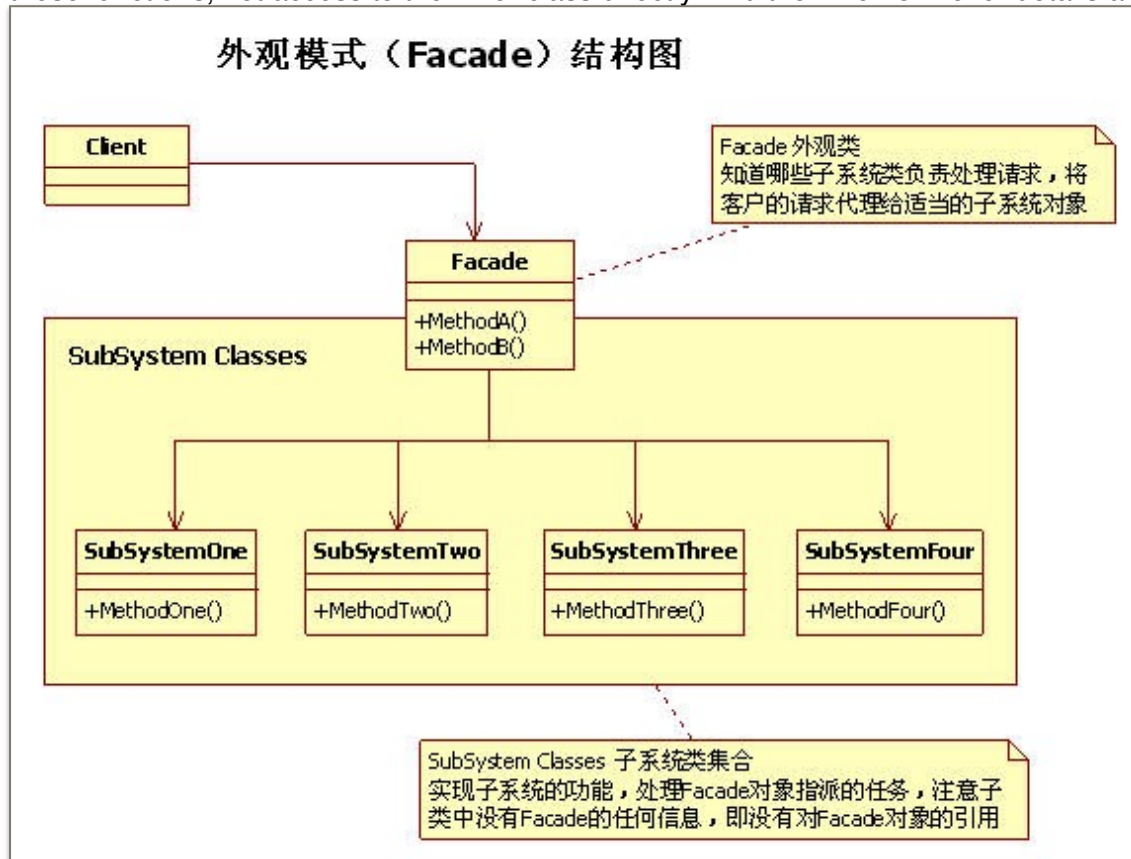 外观模式（Facade）结构图
Client
Facade 外观类
知道哪些子系统类负责处理请求，将
客户的请求代理给适当的子系统对象
Facade
+MethodA()
+MethodB()
SubSystem Classes
SubSystemOne
+MethodOne()
SubSystemTwo
+MethodTwo()
SubSystemThree
+MethodThree()
SubSystemFour
+MethodFour()
SubSystem Classes 子系统类集合
实现子系统的功能，处理Facade对象指派的任务，注意子
类中没有Facade的任何信息，即没有对Facade对象的引用